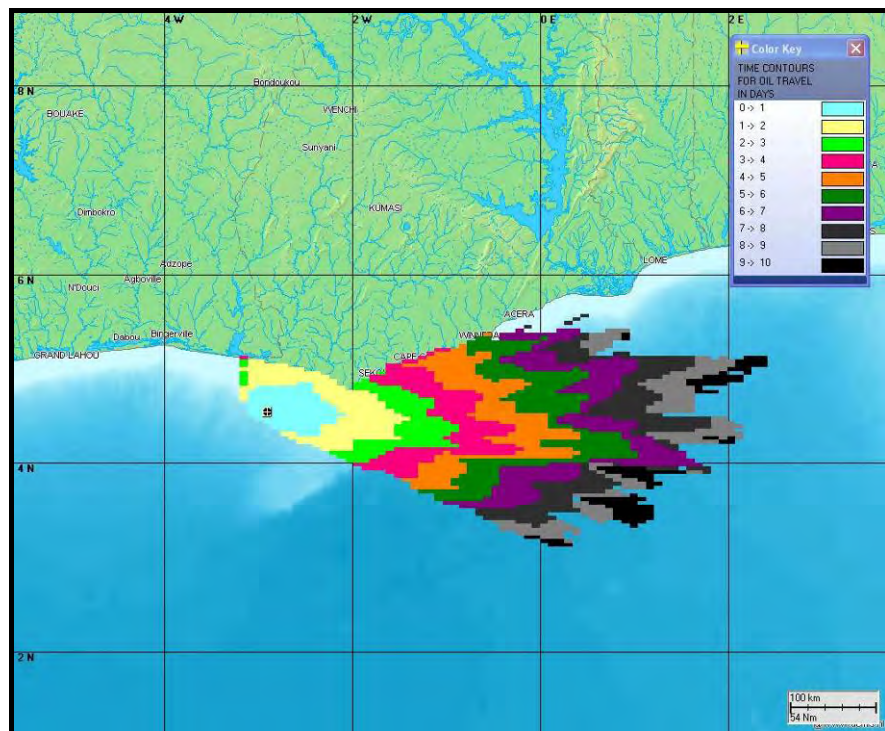 4 W
2 W
0 E
2 E
Color Key
TIME CONTOURS
FOR OIL TRAVEL
IN DAYS
0-> 1
1-> 2
2-> 3
3-> 4
4-> 5
5-> 6
6-> 7
7-> 8
8-> 9
9-> 10
8 N
Bondoukou
BOUAKE
WENCHI
Sunyani
Dimbokro
KUMASI
Adzope
6 N
Agboville
N'Douci
LOME
ACERA
Dabou
Bingerville
GRAND LAHOU
CAPE
4 N
2 N
100 km
54 Nm